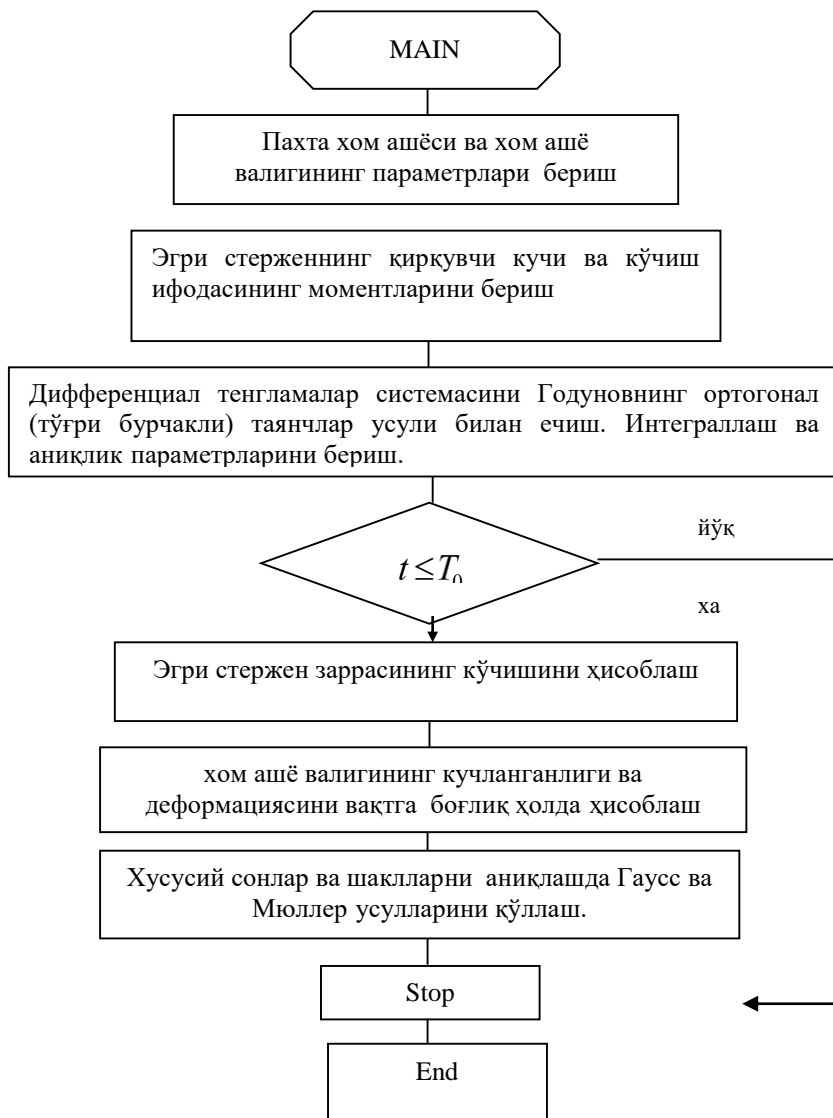 MAIN
Пахта хом ашёси ва хом ашё
валигининг параметрлари бериш
Эгри стерженнинг қирқувчи кучи ва кўчиш
ифодасининг моментларини бериш
Дифференциал тенгламалар системасини Годуновнинг ортогонал
(тўғри бурчакли) таянчлар усули билан ечиш. Интеграллаш ва
аниқлик параметрларини бериш.
йўқ
t ≤ T₀
ха
Эгри стержен заррасининг кўчишини ҳисоблаш
хом ашё валигининг кучланганлиги ва
деформациясини вақтга боғлиқ ҳолда ҳисоблаш
Хусусий сонлар ва шаклларни аниқлашда Гаусс ва
Мюллер усулларини қўллаш.
Stop
End